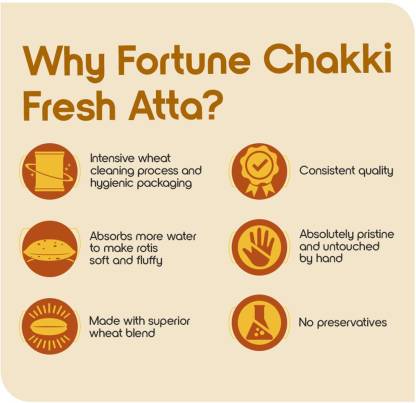 Why Fortune Chakki
Fresh Atta?
Intensive wheat
cleaning process and
hygienic packaging
Consistent quality
Absorbs more water
to make rotis
soft and fluffy
Absolutely pristine
and untouched
by hand
Made with superior
wheat blend
No preservatives